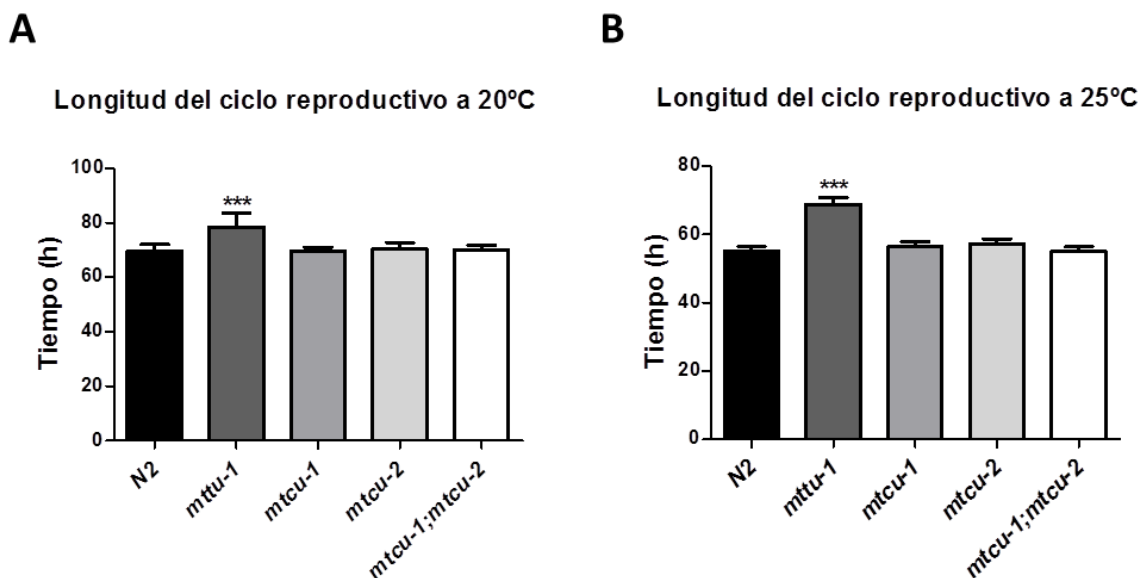 A
Longitud del ciclo reproductivo a 20ºC
Tiempo (h)
100
80
60
40
20
0
***
N2
mttu-1
mtcu-1
mtcu-2
mtcu-1;mtcu-2
B
Longitud del ciclo reproductivo a 25ºC
Tiempo (h)
80
60
40
20
0
***
N2
mttu-1
mtcu-1
mtcu-2
mtcu-1;mtcu-2